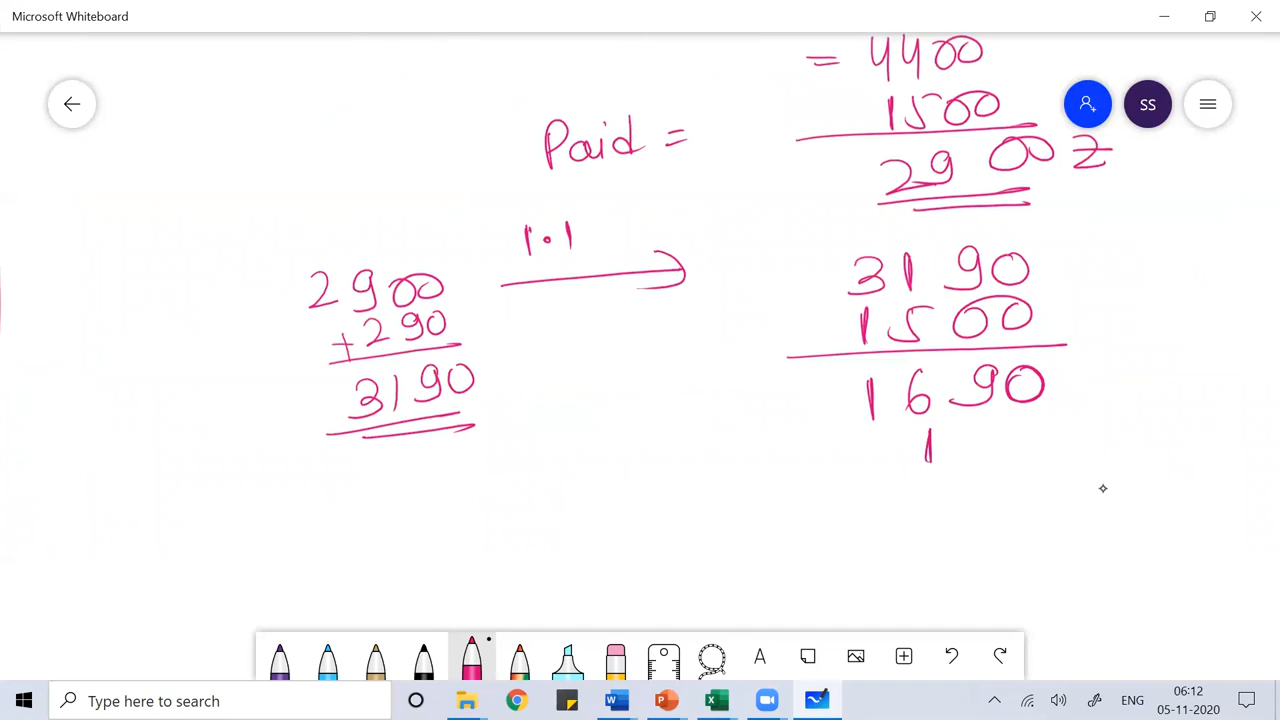 Microsoft Whiteboard
= 4400
1500
Paid =
2900
SS
1.1
2900
+290
3190
3190
1500
1690
1
A
Type here to search
ENG
06:12
05-11-2020